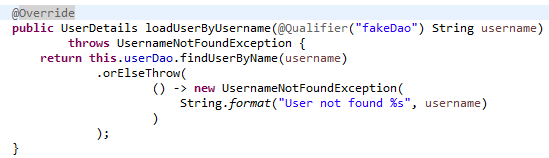 @Override
public UserDetails loadUserByUsername(@Qualifier("fakeDao") String username)
        throws UsernameNotFoundException {
    return this.userDao.findUserByName(username)
            .orElseThrow(
                    () -> new UsernameNotFoundException(
                        String.format("User not found %s", username)
                    )
            );
}